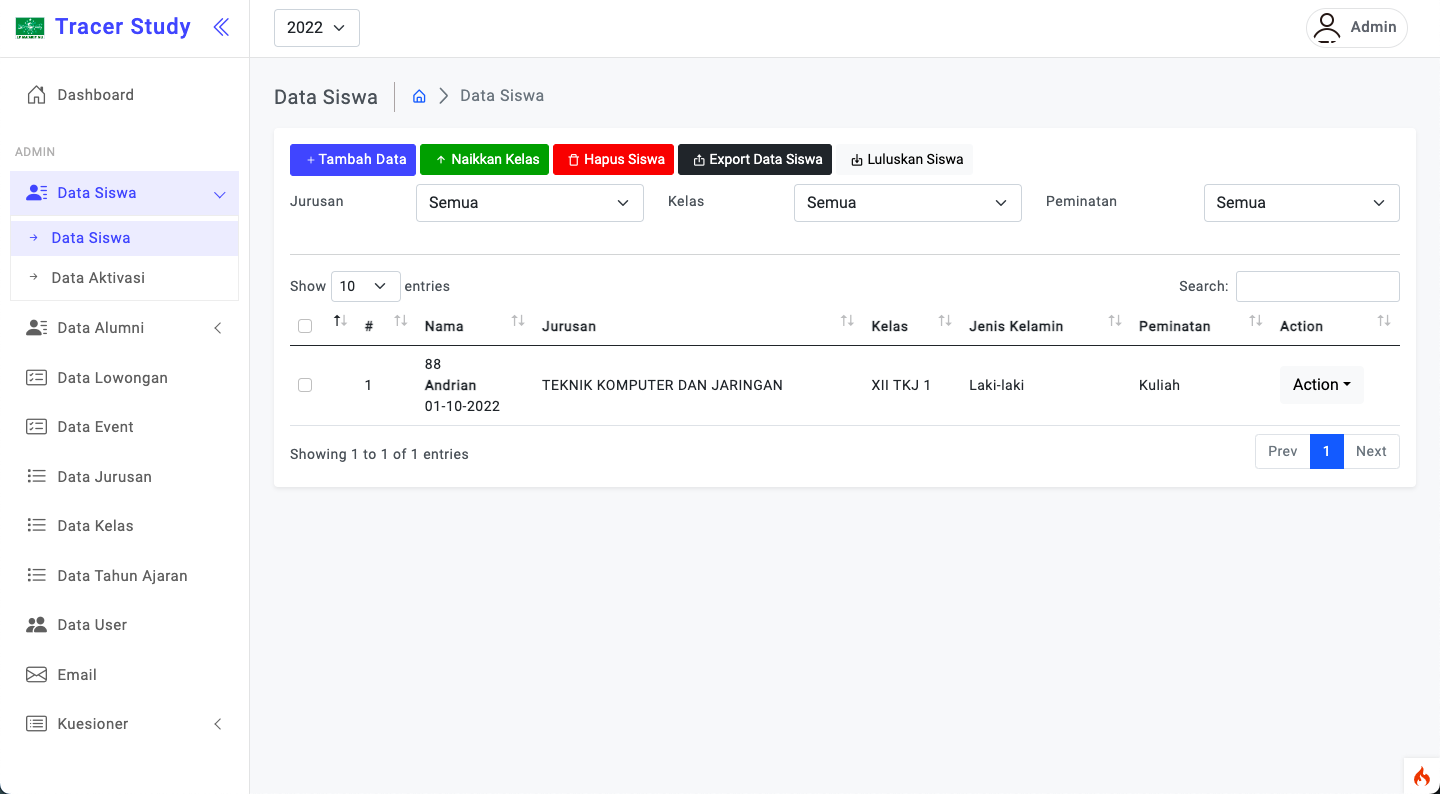 Tracer Study
2022
Admin
Dashboard
ADMIN
Data Siswa
Data Siswa
Data Aktivasi
Data Alumni
Data Lowongan
Data Event
Data Jurusan
Data Kelas
Data Tahun Ajaran
Data User
Email
Kuesioner
Data Siswa
Data Siswa
+ Tambah Data
Naikkan Kelas
Hapus Siswa
Export Data Siswa
Luluskan Siswa
Jurusan Semua
Kelas Semua
Peminatan Semua
Show 10 entries
Search:
# Nama Jurusan Kelas Jenis Kelamin Peminatan Action
88
1 Andrian TEKNIK KOMPUTER DAN JARINGAN XII TKJ 1 Laki-laki Kuliah Action
01-10-2022
Showing 1 to 1 of 1 entries
Prev 1 Next